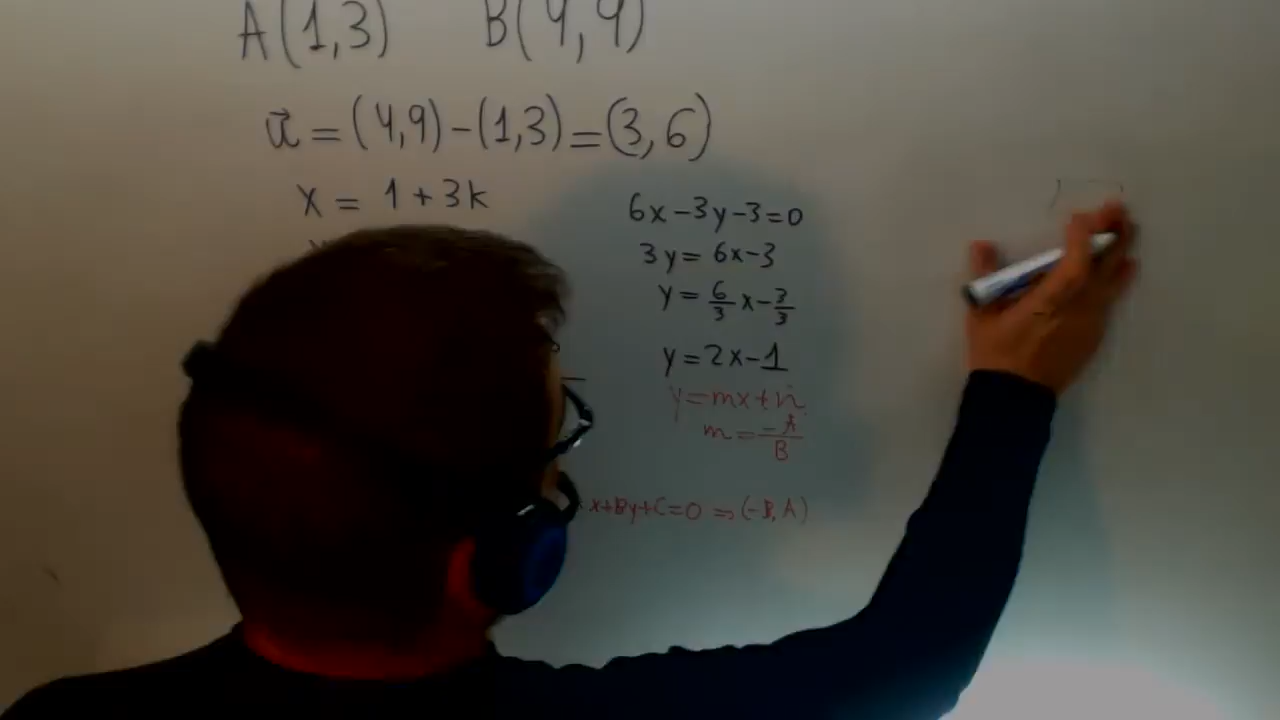 A(1,3) B(4,9)
u⃗ = (4,9)-(1,3)=(3,6)
x = 1+3k
6x-3y-3=0
3y= 6x-3
y= 6/3 x- 3/3
y=2x-1
y=mx+n
m= -A/B
x+By+C=0 ⇒ (-B,A)